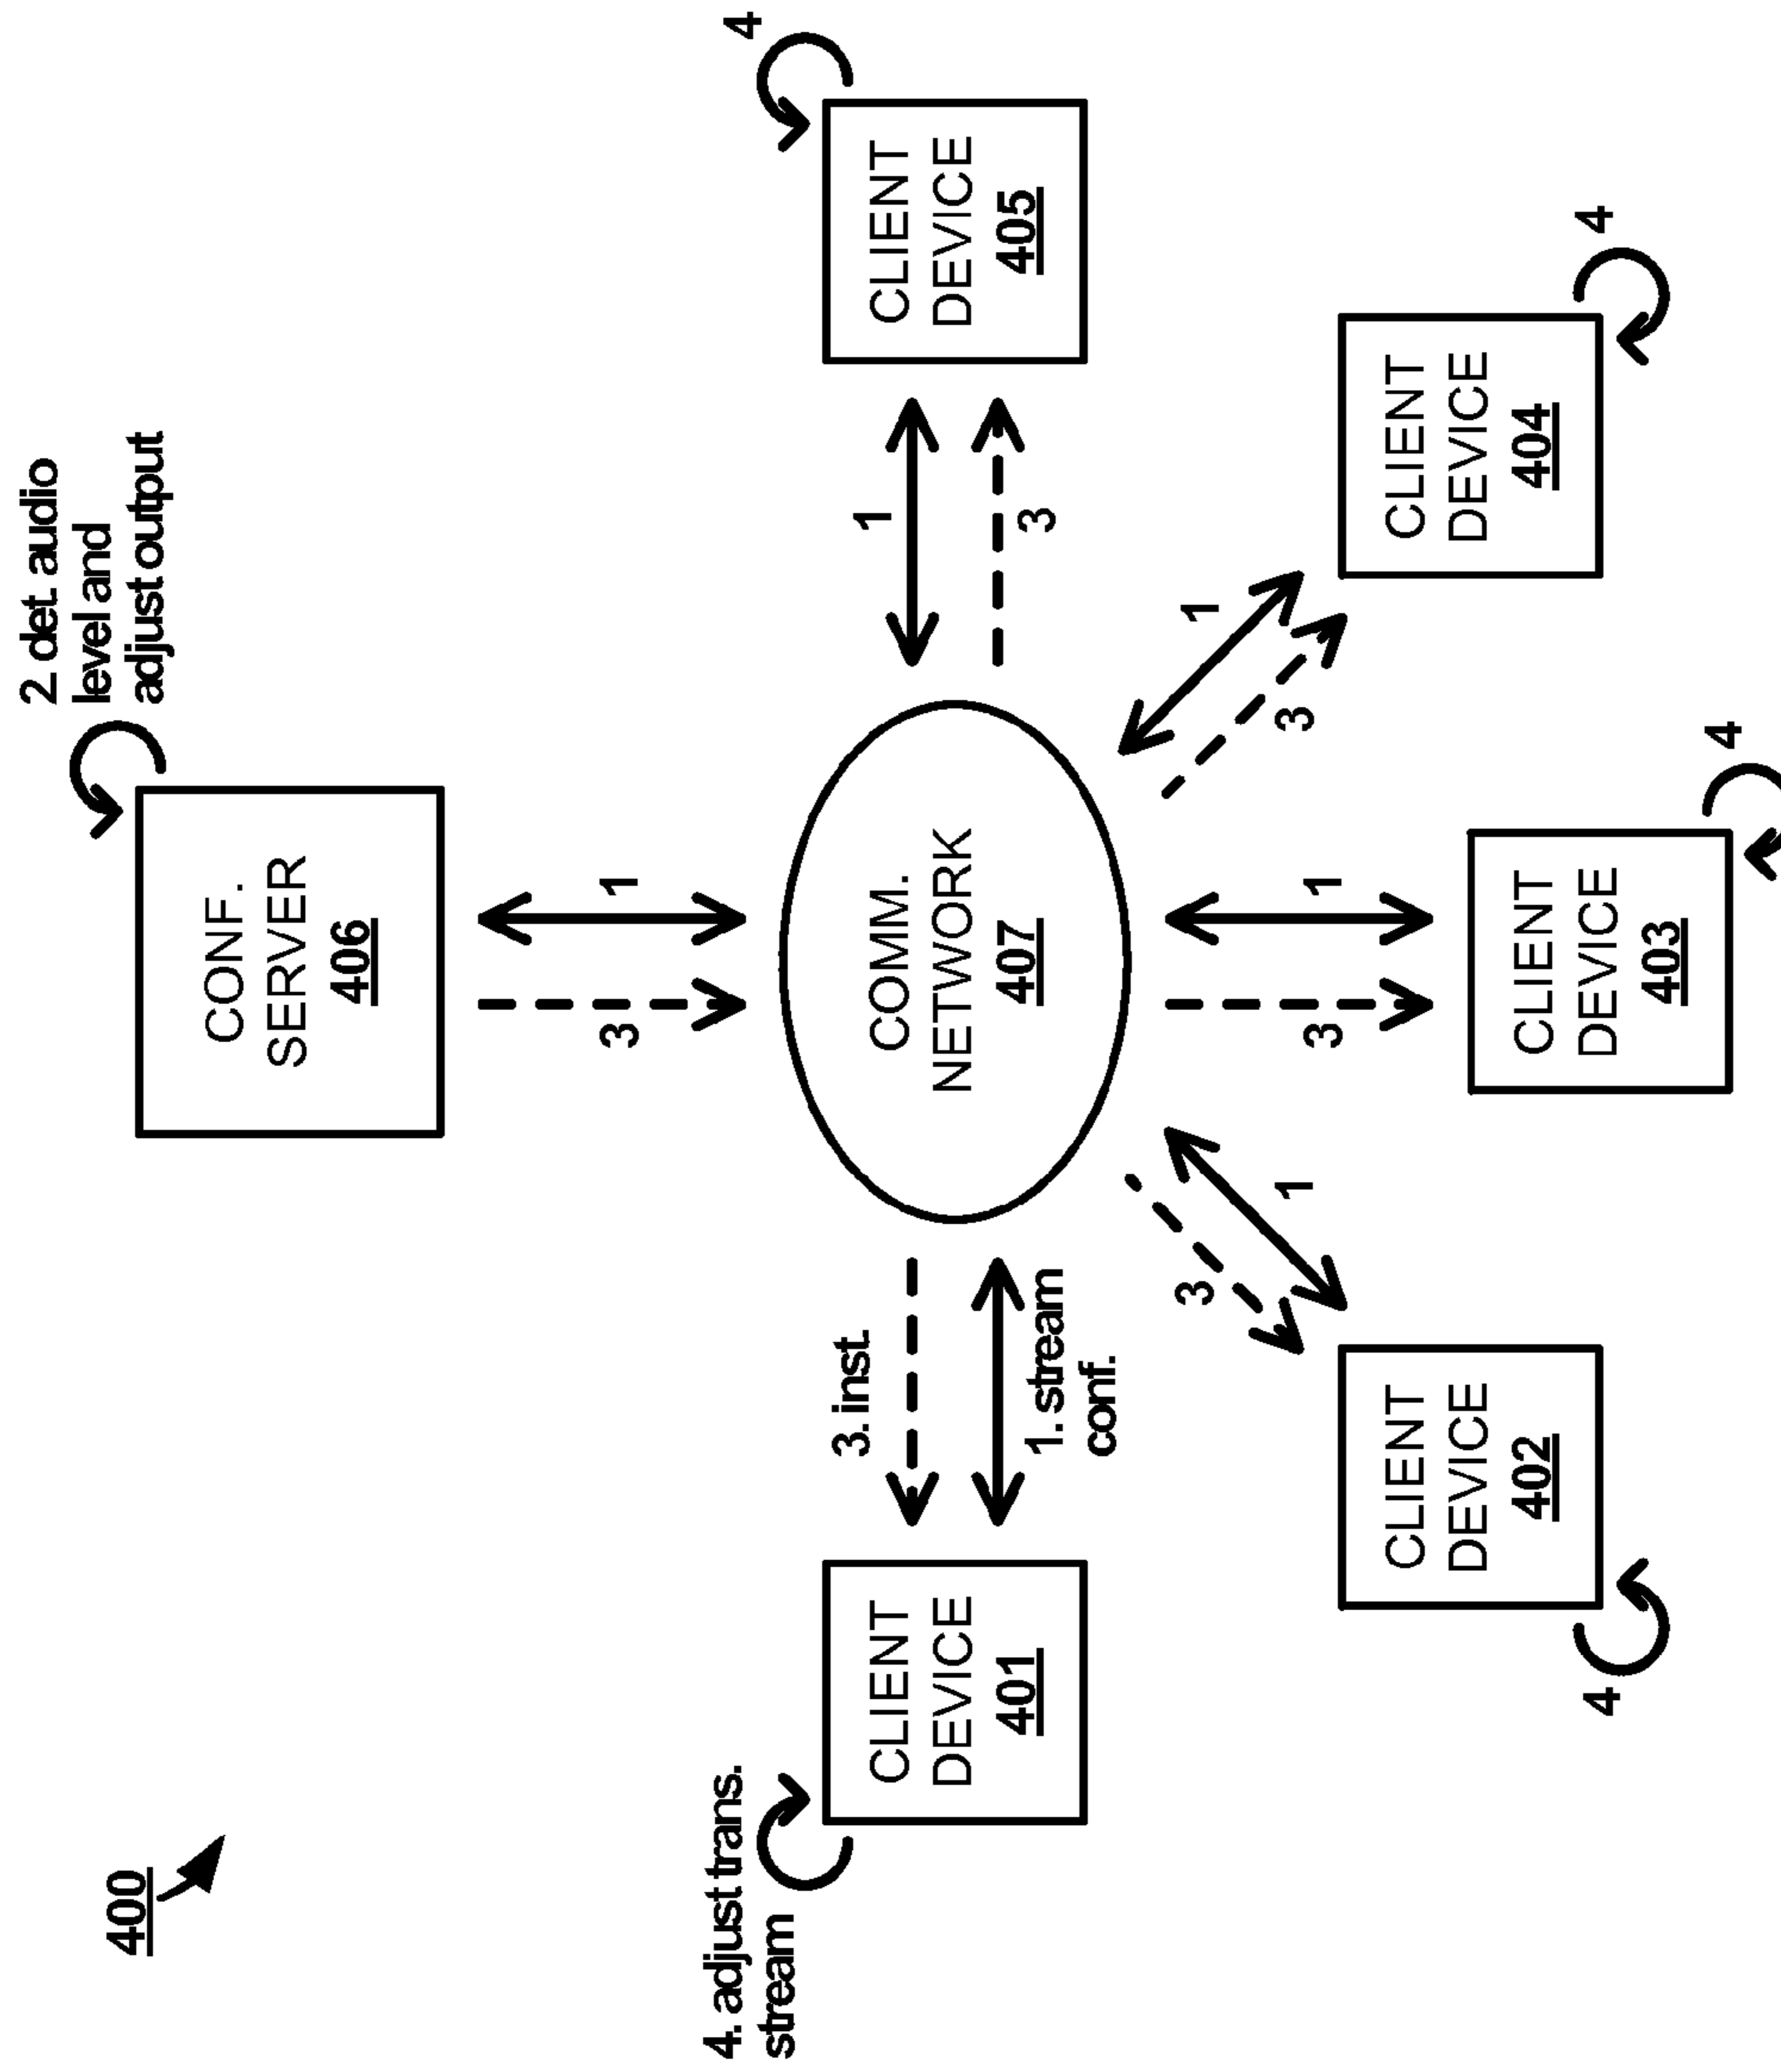 400
2. det. audio
level and
adjust output
CONF.
SERVER
406
3
1
4. adjust trans.
stream
4
CLIENT
DEVICE
401
3. inst.
1. stream
conf.
COMM.
NETWORK
407
1
3
CLIENT
DEVICE
405
3
1
3
1
1
3
CLIENT
DEVICE
402
4
CLIENT
DEVICE
403
4
CLIENT
DEVICE
404
4